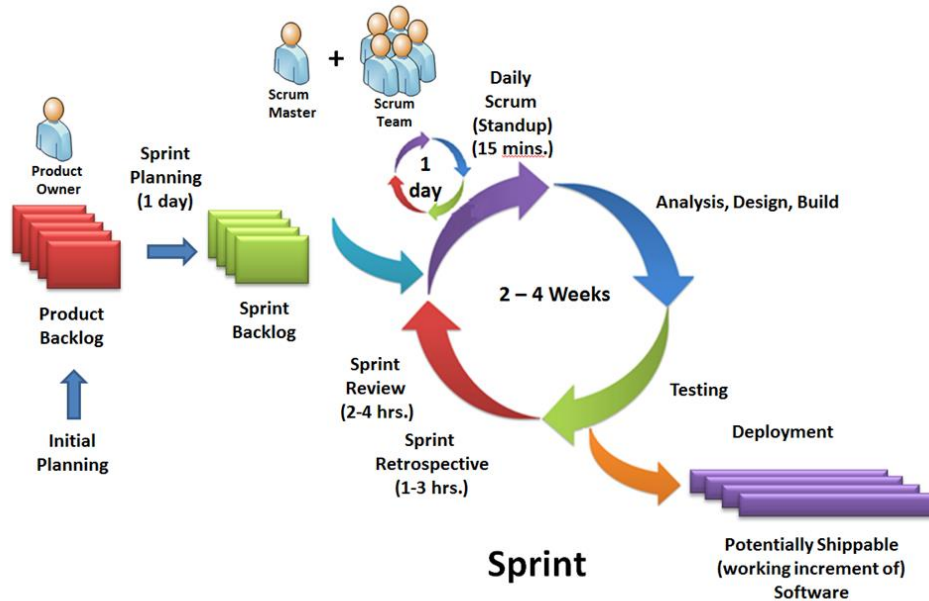 Scrum
Master
+
Scrum
Team
Daily
Scrum
(Standup)
(15 mins.)
Product
Owner
Sprint
Planning
(1 day)
1
day
Analysis, Design, Build
2 – 4 Weeks
Product
Backlog
Sprint
Backlog
Sprint
Review
(2-4 hrs.)
Testing
Initial
Planning
Sprint
Retrospective
(1-3 hrs.)
Deployment
Sprint
Potentially Shippable
(working increment of)
Software